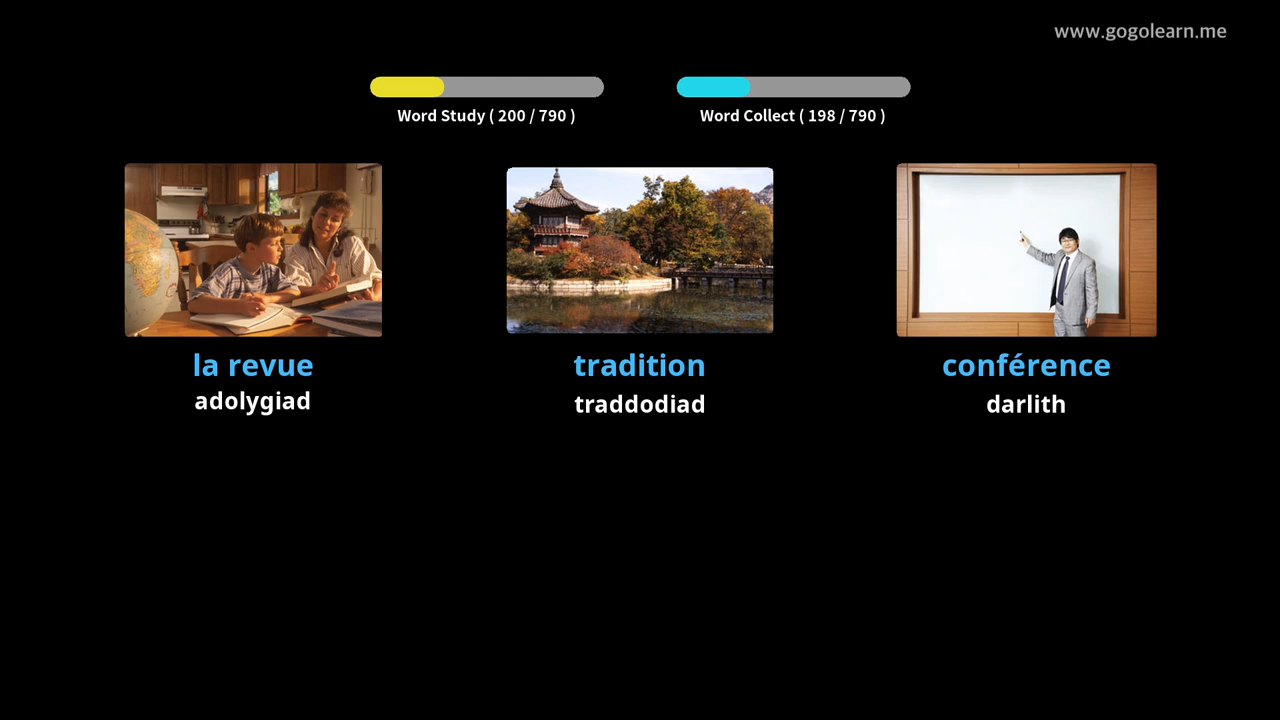 www.gogolearn.me
Word Study ( 200 / 790 )
Word Collect ( 198 / 790 )
la revue
adolygiad
tradition
traddodiad
conférence
darlith